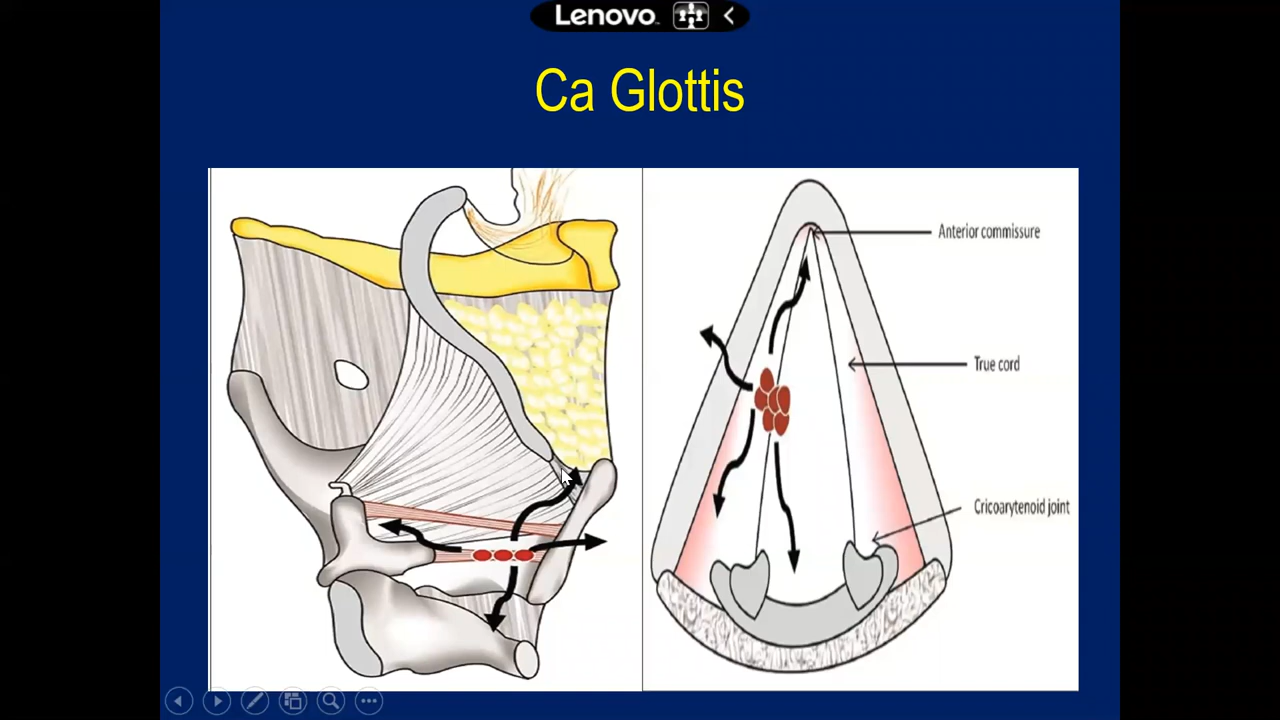 Lenovo
Ca Glottis
Anterior commissure
True cord
Cricoarytenoid joint